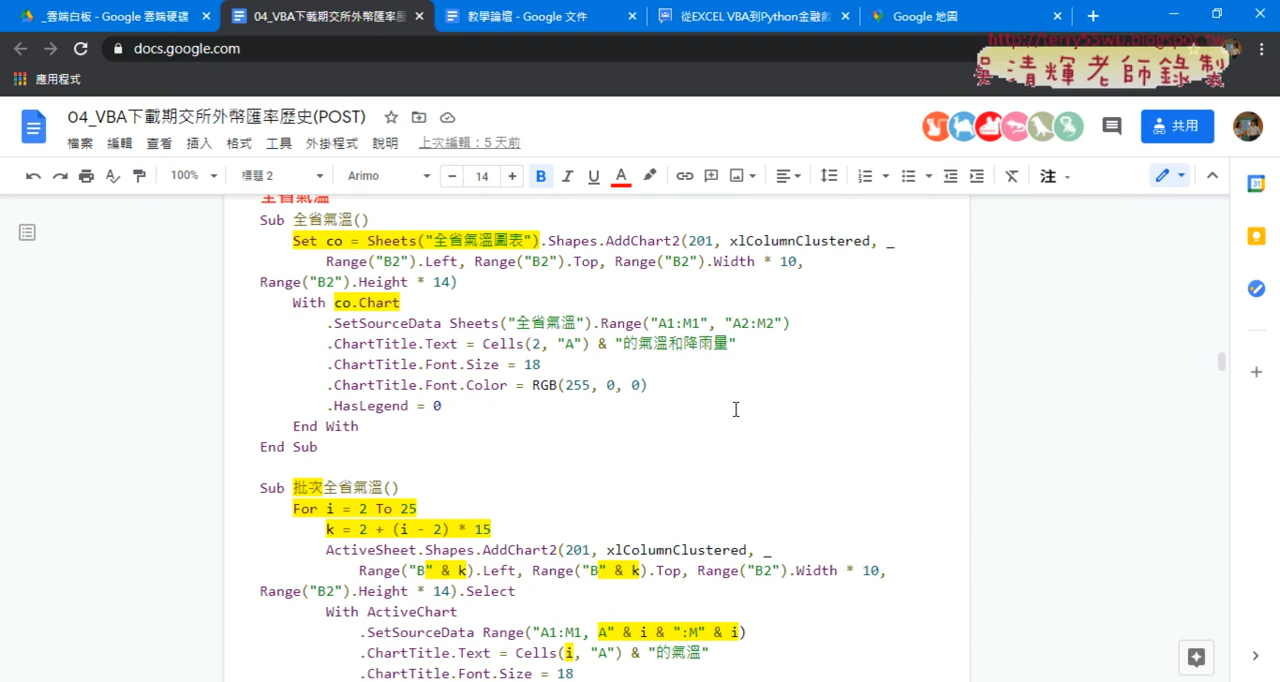 _雲端白板 - Google 雲端硬碟
04_VBA下載期交所外幣匯率歷
教學論壇 - Google 文件
從EXCEL VBA到Python金融
Google 地圖
docs.google.com
http://terry55wu.blogspot.tw
吳清輝老師錄製
應用程式
04_VBA下載期交所外幣匯率歷史(POST)
檔案 編輯 查看 插入 格式 工具 外掛程式 說明 上次編輯：5 天前
共用
100% 標題 2 Arimo 14 B I U A 注
全省氣溫
Sub 全省氣溫()
Set co = Sheets("全省氣溫圖表").Shapes.AddChart2(201, xlColumnClustered, _
Range("B2").Left, Range("B2").Top, Range("B2").Width * 10,
Range("B2").Height * 14)
With co.Chart
.SetSourceData Sheets("全省氣溫").Range("A1:M1", "A2:M2")
.ChartTitle.Text = Cells(2, "A") & "的氣溫和降雨量"
.ChartTitle.Font.Size = 18
.ChartTitle.Font.Color = RGB(255, 0, 0)
.HasLegend = 0
End With
End Sub
Sub 批次全省氣溫()
For i = 2 To 25
k = 2 + (i - 2) * 15
ActiveSheet.Shapes.AddChart2(201, xlColumnClustered, _
Range("B" & k).Left, Range("B" & k).Top, Range("B2").Width * 10,
Range("B2").Height * 14).Select
With ActiveChart
.SetSourceData Range("A1:M1, A" & i & ":M" & i)
.ChartTitle.Text = Cells(i, "A") & "的氣溫"
.ChartTitle.Font.Size = 18